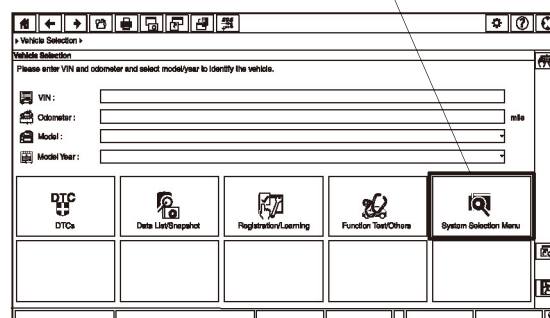 Vehicle Selection
Vehicle Selection
Please enter VIN and odometer and select model/year to identify the vehicle.
VIN :
Odometer :
mile
Model :
Model Year :
DTC
DTCs
Data List/Snapshot
Registration/Learning
Function Test/Others
System Selection Menu